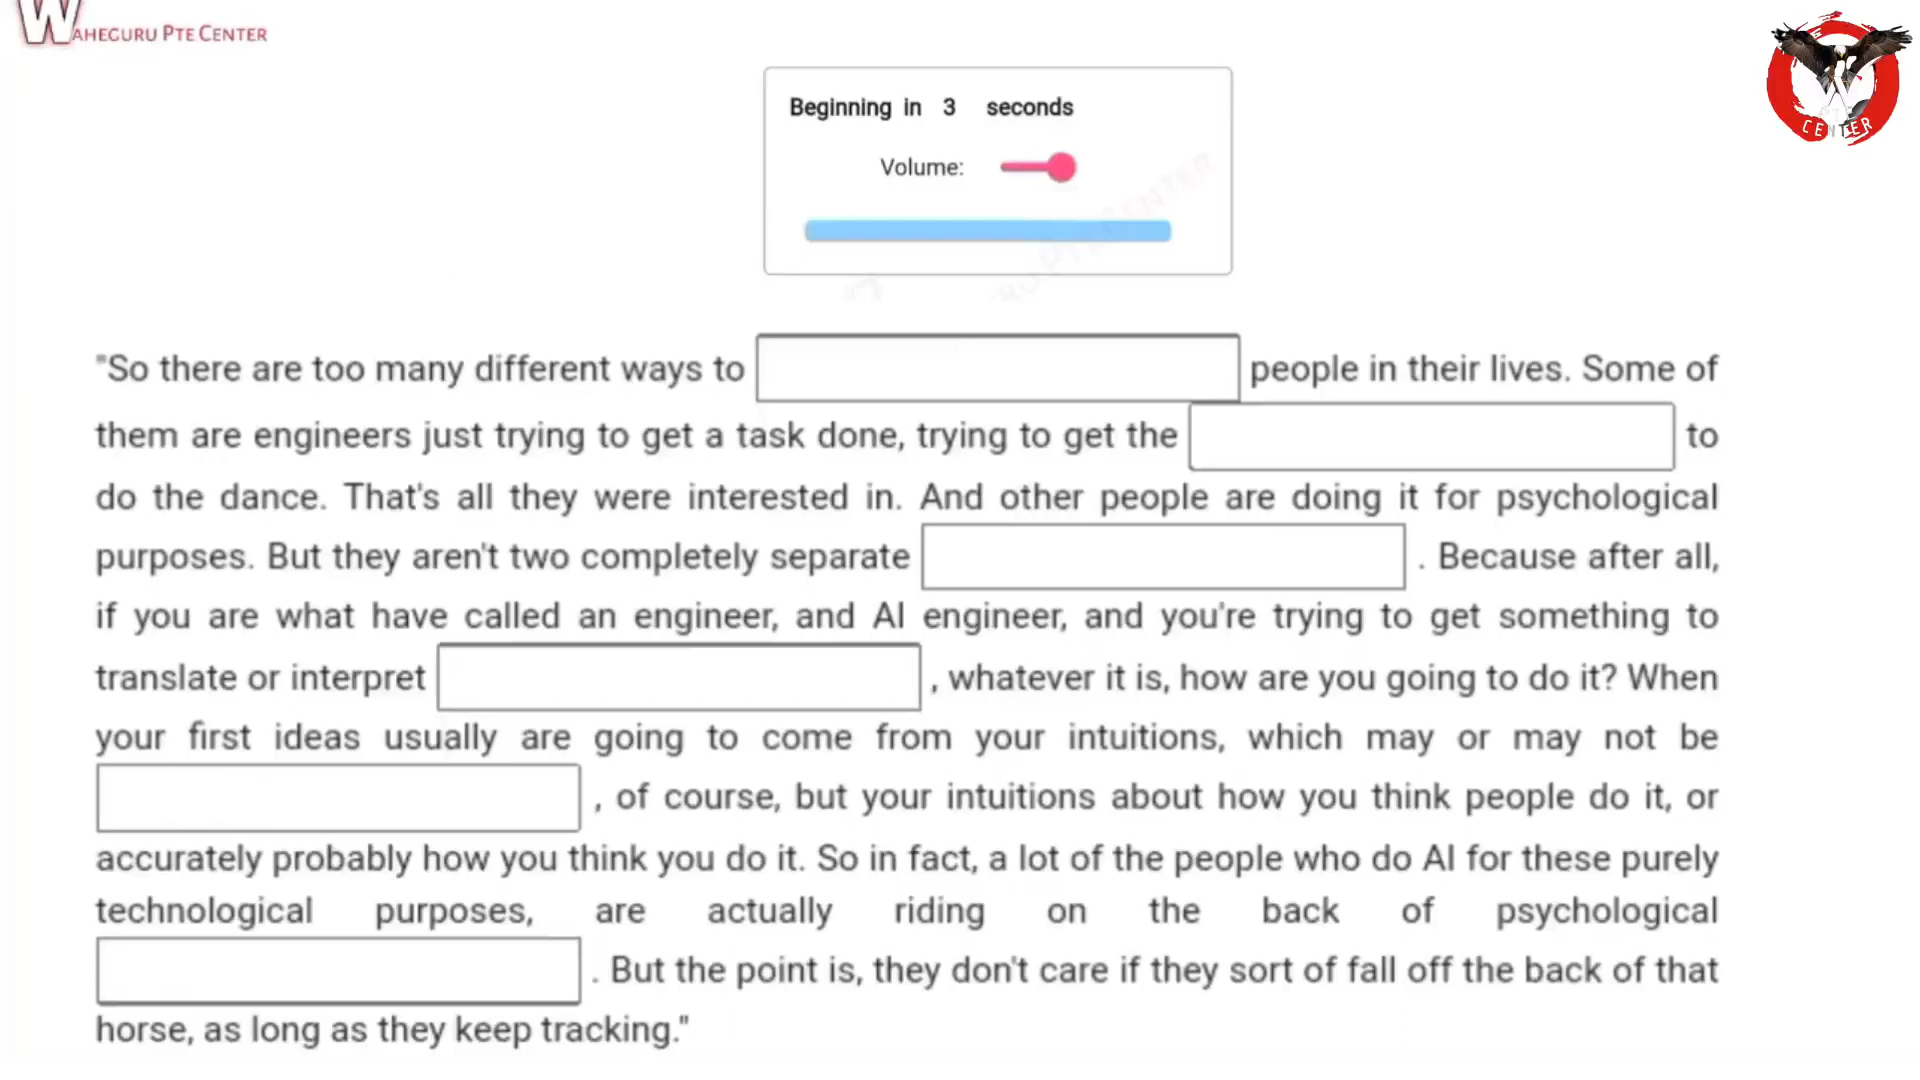 WAHEGURU PTE CENTER
CENTER
Beginning in 3 seconds
Volume:
"So there are too many different ways to people in their lives. Some of
them are engineers just trying to get a task done, trying to get the to
do the dance. That's all they were interested in. And other people are doing it for psychological
purposes. But they aren't two completely separate . Because after all,
if you are what have called an engineer, and AI engineer, and you're trying to get something to
translate or interpret , whatever it is, how are you going to do it? When
your first ideas usually are going to come from your intuitions, which may or may not be
, of course, but your intuitions about how you think people do it, or
accurately probably how you think you do it. So in fact, a lot of the people who do AI for these purely
technological purposes, are actually riding on the back of psychological
. But the point is, they don't care if they sort of fall off the back of that
horse, as long as they keep tracking."